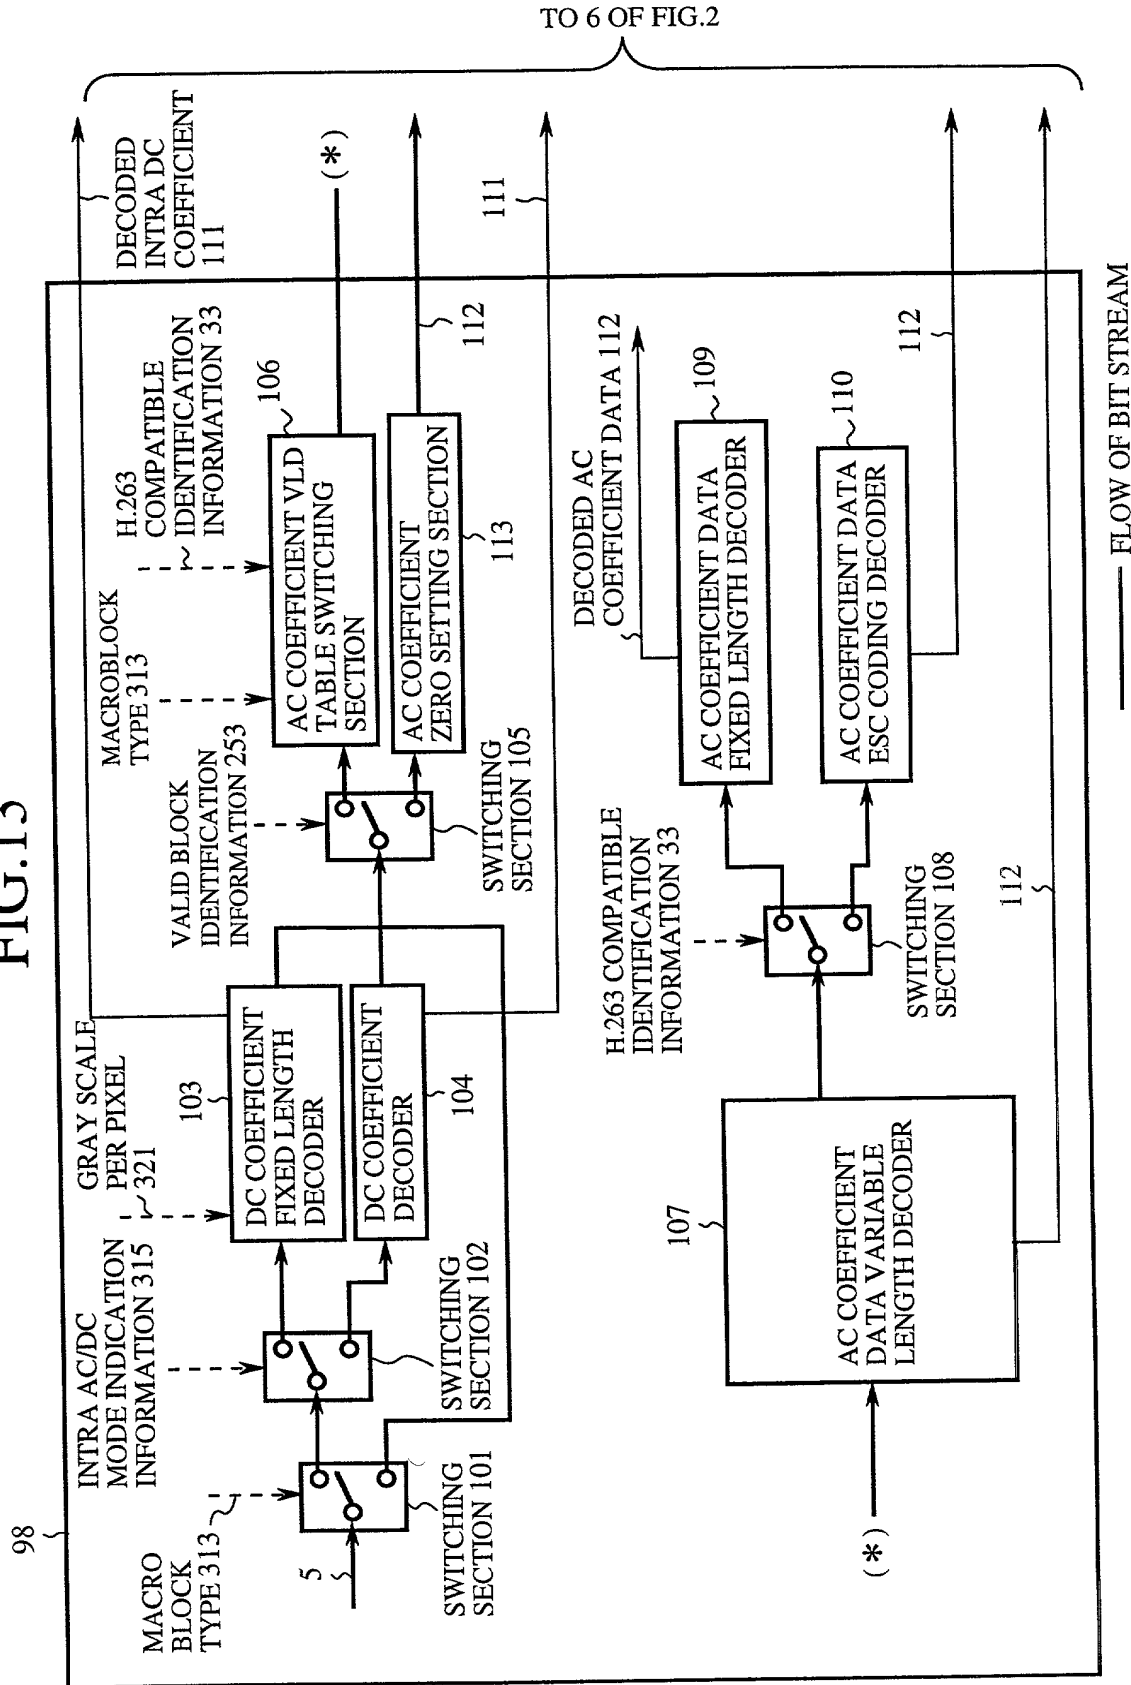 TO 6 OF FIG.2
FIG.13
98
MACRO
BLOCK
TYPE 313
5
SWITCHING
SECTION 101
INTRA AC/DC
MODE INDICATION
INFORMATION 315
SWITCHING
SECTION 102
GRAY SCALE
PER PIXEL
321
103
DC COEFFICIENT
FIXED LENGTH
DECODER
DC COEFFICIENT
DECODER
104
VALID BLOCK
IDENTIFICATION
INFORMATION 253
SWITCHING
SECTION 105
MACROBLOCK
TYPE 313
H.263
COMPATIBLE
IDENTIFICATION
INFORMATION 33
106
AC COEFFICIENT VLD
TABLE SWITCHING
SECTION
AC COEFFICIENT
ZERO SETTING SECTION
113
112
DECODED
INTRA DC
COEFFICIENT
111
(*)
111
(*)
107
AC COEFFICIENT
DATA VARIABLE
LENGTH DECODER
H.263 COMPATIBLE
IDENTIFICATION
INFORMATION 33
SWITCHING
SECTION 108
112
DECODED AC
COEFFICIENT DATA 112
AC COEFFICIENT DATA
FIXED LENGTH DECODER
109
AC COEFFICIENT DATA
ESC CODING DECODER
110
112
FLOW OF BIT STREAM